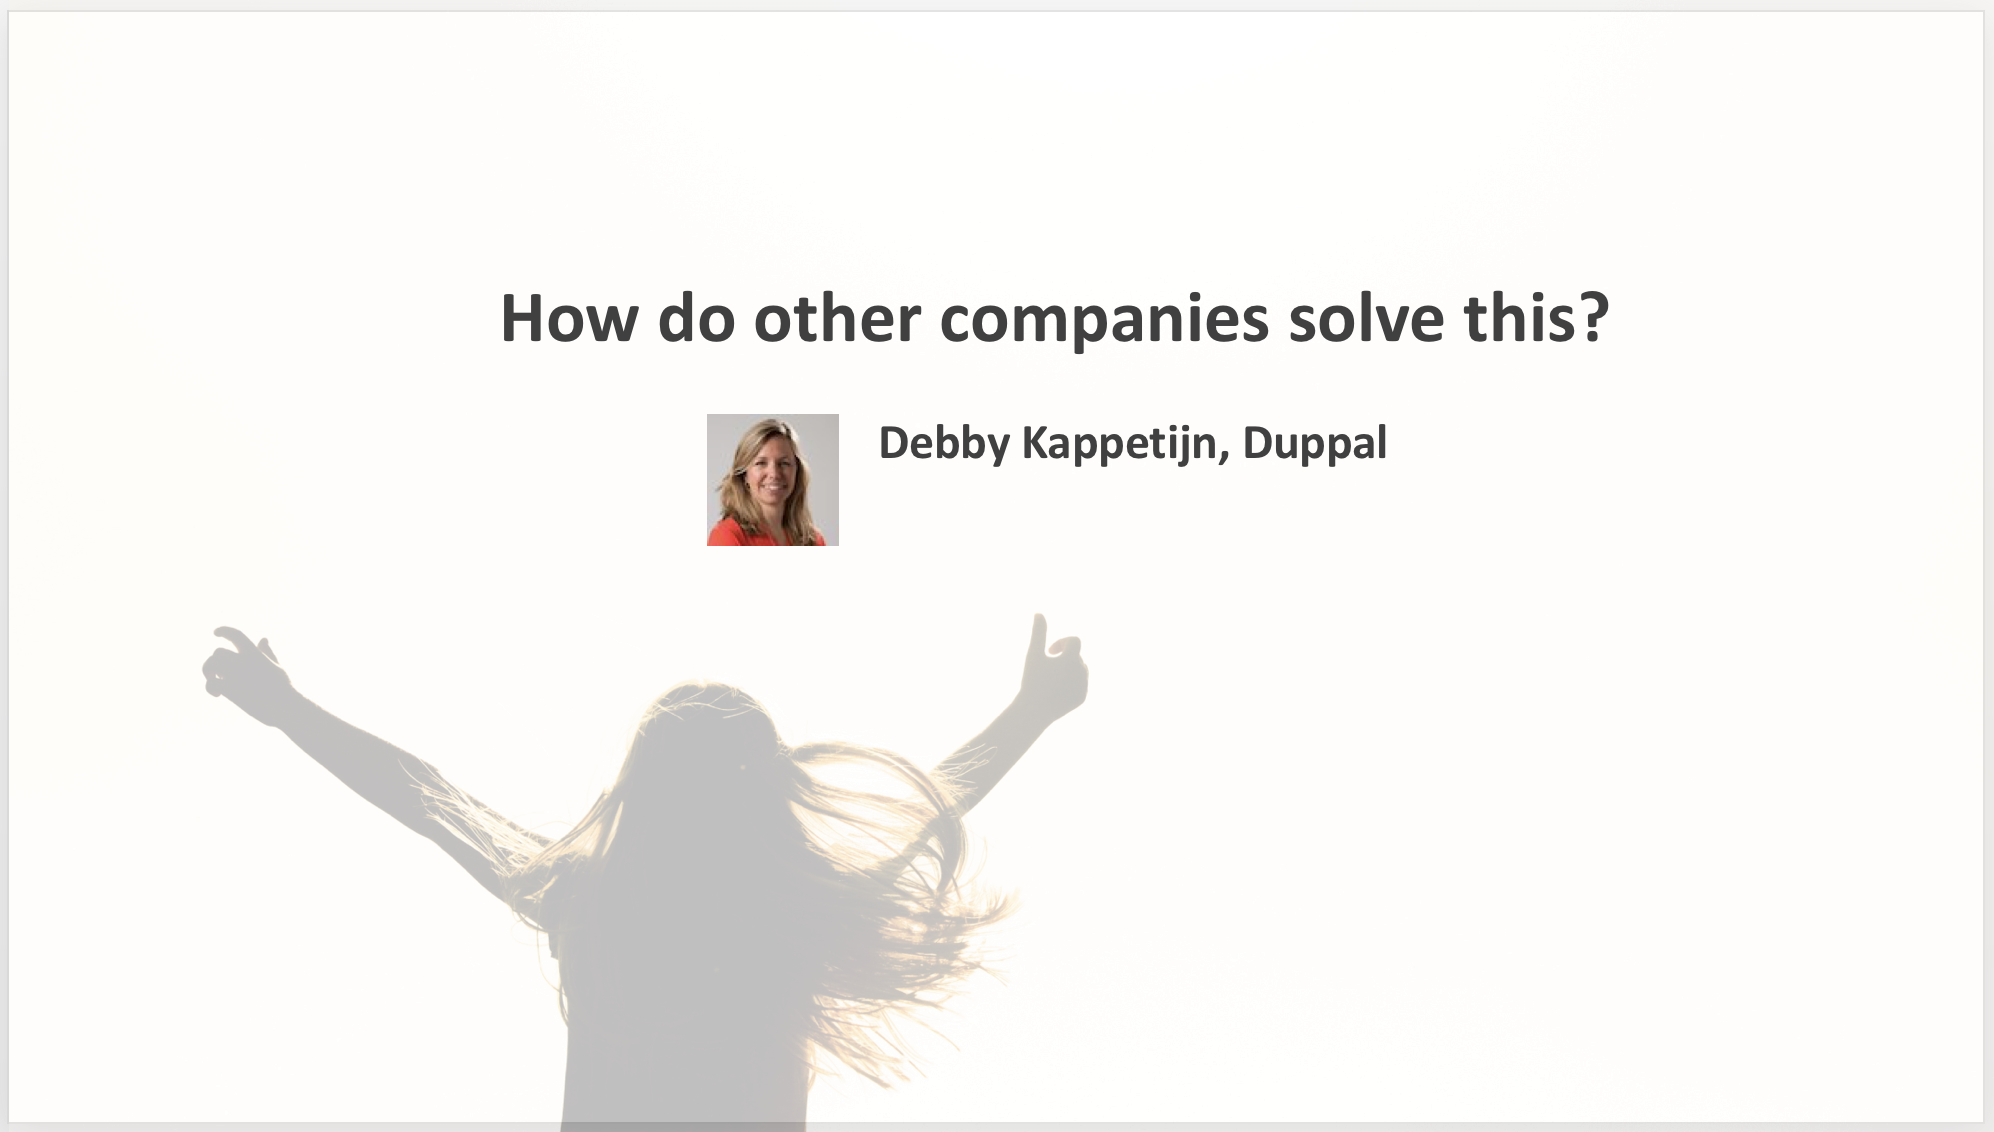 How do other companies solve this?
Debby Kappetijn, Duppal